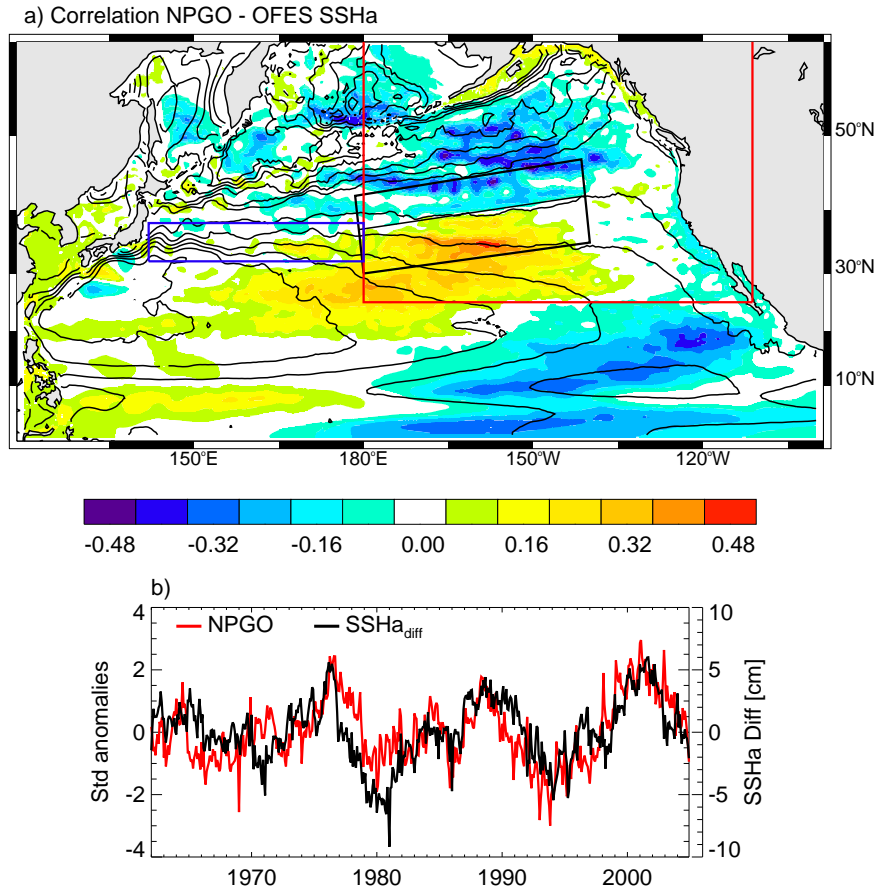 a) Correlation NPGO - OFES SSHa
50°N
30°N
10°N
150°E 180°E 150°W 120°W
-0.48 -0.32 -0.16 0.00 0.16 0.32 0.48
b)
4 10
NPGO SSHa diff
2 5
0 0
-2 -5
-4 -10
Std anomalies
SSHa Diff [cm]
1970 1980 1990 2000